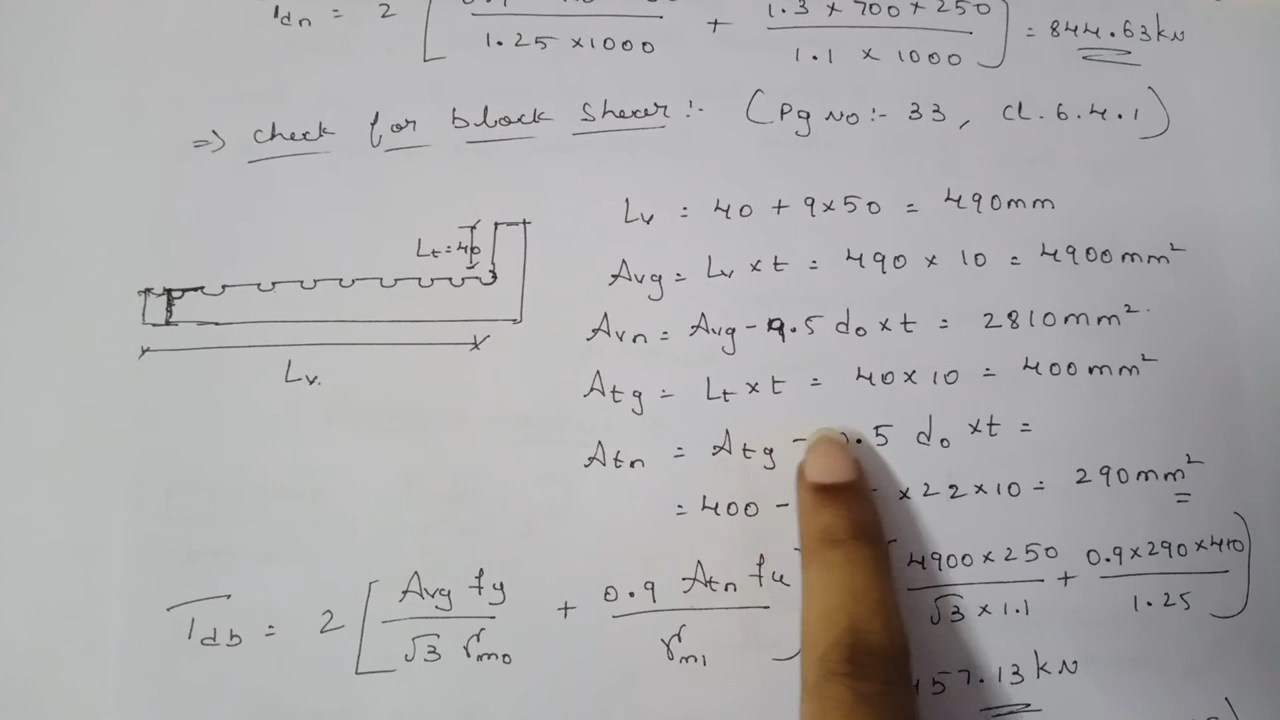 Tdn = 2 [ / 1.25 × 1000 + 1.3 × 700 × 250 / 1.1 × 1000 ] = 844.63 kN
=> Check for block Shear :- (Pg No :- 33, Cl. 6.4.1)
Lv = 40 + 9×50 = 490mm
Lt = 40
Avg = Lv × t = 490 × 10 = 4900 mm²
Avn = Avg - 9.5 do × t = 2810 mm²
Lv.
Atg = Lt × t = 40×10 = 400 mm²
Atn = Atg - .5 do × t =
= 400 - × 22 × 10 = 290 mm²
Tdb = 2 [ Avg fy / √3 γm0 + 0.9 Atn fu / γm1 ] 4900 × 250 / √3 × 1.1 + 0.9 × 290 × 410 / 1.25 ]
57.13 kN